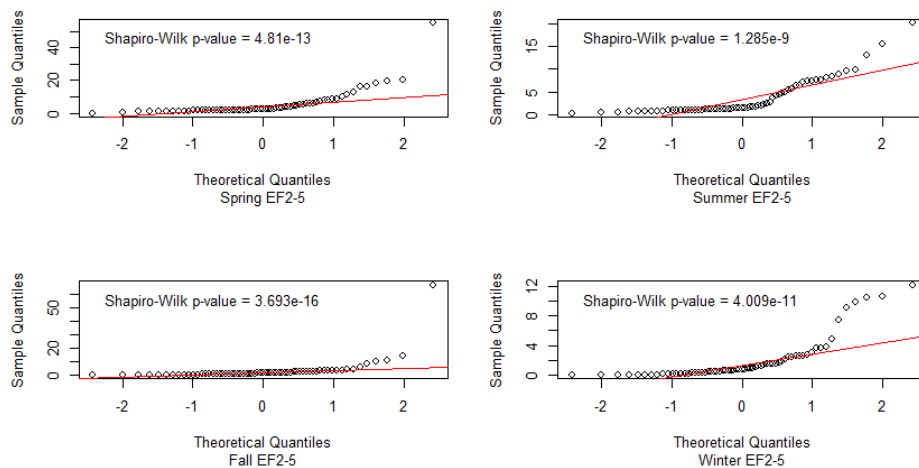 Shapiro-Wilk p-value = 4.81e-13
Sample Quantiles
0 20 40
-2 -1 0 1 2
Theoretical Quantiles
Spring EF2-5
Shapiro-Wilk p-value = 1.285e-9
Sample Quantiles
0 5 15
-2 -1 0 1 2
Theoretical Quantiles
Summer EF2-5
Shapiro-Wilk p-value = 3.693e-16
Sample Quantiles
0 20 50
-2 -1 0 1 2
Theoretical Quantiles
Fall EF2-5
Shapiro-Wilk p-value = 4.009e-11
Sample Quantiles
0 4 8 12
-2 -1 0 1 2
Theoretical Quantiles
Winter EF2-5